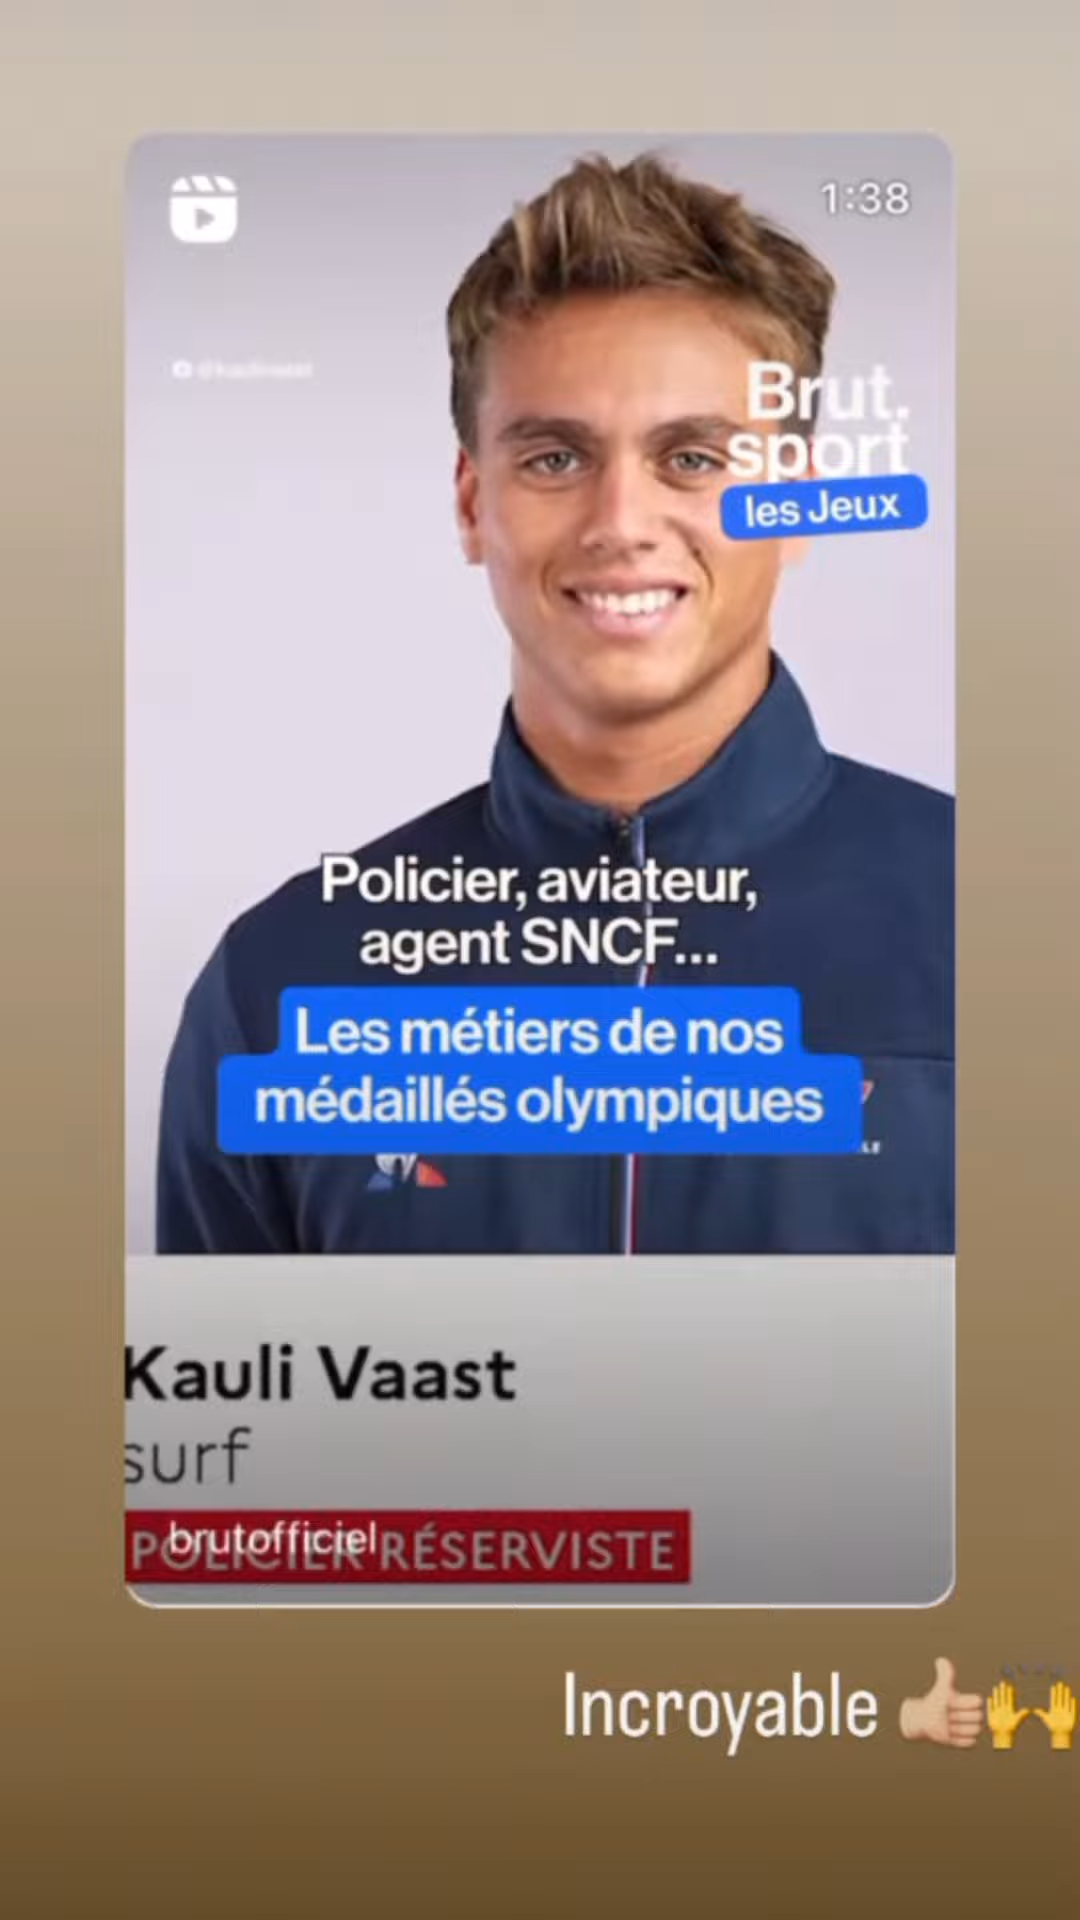 1:38
Brut.
sport
les Jeux
Policier, aviateur,
agent SNCF...
Les métiers de nos
médaillés olympiques
Kauli Vaast
surf
brutofficiel
POLICIER RÉSERVISTE
Incroyable 👍🏼🙌